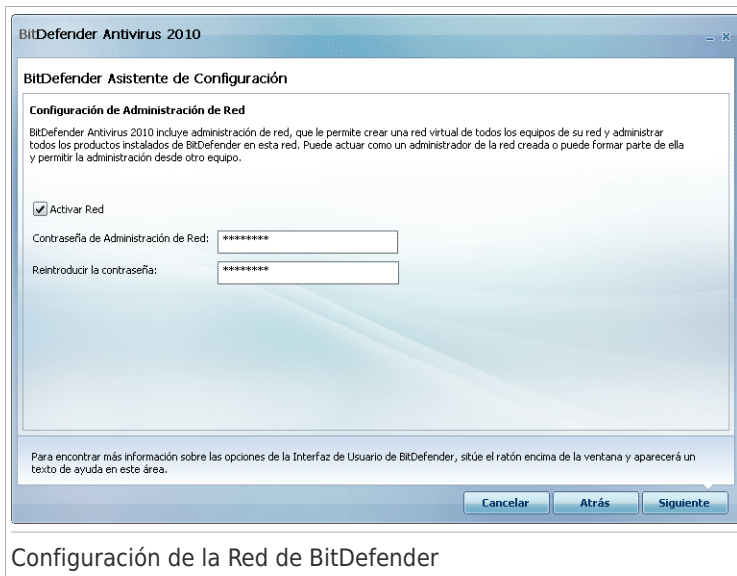 BitDefender Antivirus 2010
BitDefender Asistente de Configuración
Configuración de Administración de Red
BitDefender Antivirus 2010 incluye administración de red, que le permite crear una red virtual de todos los equipos de su red y administrar
todos los productos instalados de BitDefender en esta red. Puede actuar como un administrador de la red creada o puede formar parte de ella
y permitir la administración desde otro equipo.
Activar Red
Contraseña de Administración de Red: ********
Reintroducir la contraseña: ********
Para encontrar más información sobre las opciones de la Interfaz de Usuario de BitDefender, sitúe el ratón encima de la ventana y aparecerá un
texto de ayuda en este área.
Cancelar Atrás Siguiente
Configuración de la Red de BitDefender